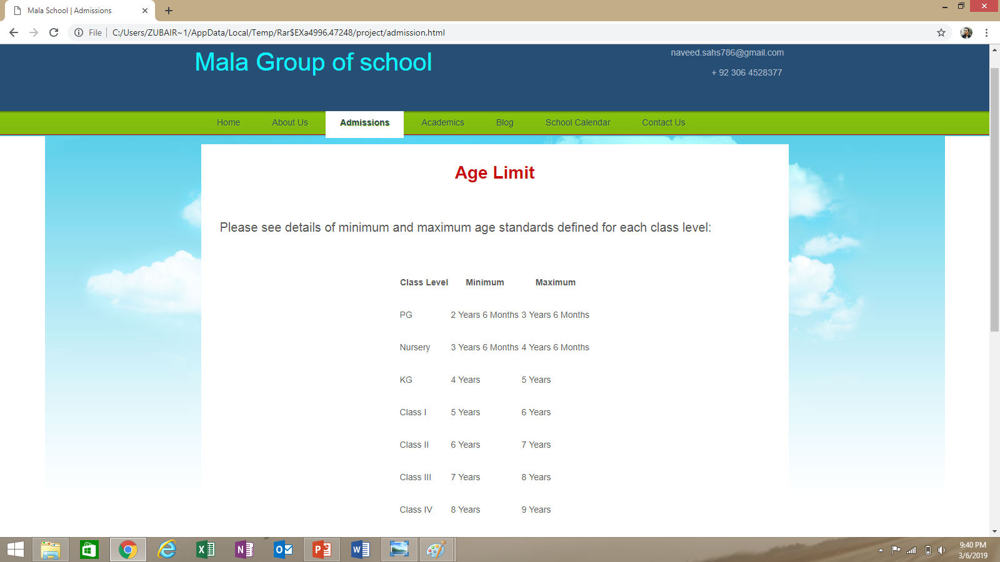 Mala School | Admissions
File C:/Users/ZUBAIR~1/AppData/Local/Temp/Rar$EXa4996.47248/project/admission.html
Mala Group of school
naveed.sahs786@gmail.com
+ 92 306 4528377
Home About Us Admissions Academics Blog School Calendar Contact Us
Age Limit
Please see details of minimum and maximum age standards defined for each class level:
Class Level Minimum Maximum
PG 2 Years 6 Months 3 Years 6 Months
Nursery 3 Years 6 Months 4 Years 6 Months
KG 4 Years 5 Years
Class I 5 Years 6 Years
Class II 6 Years 7 Years
Class III 7 Years 8 Years
Class IV 8 Years 9 Years
9:40 PM
3/6/2019